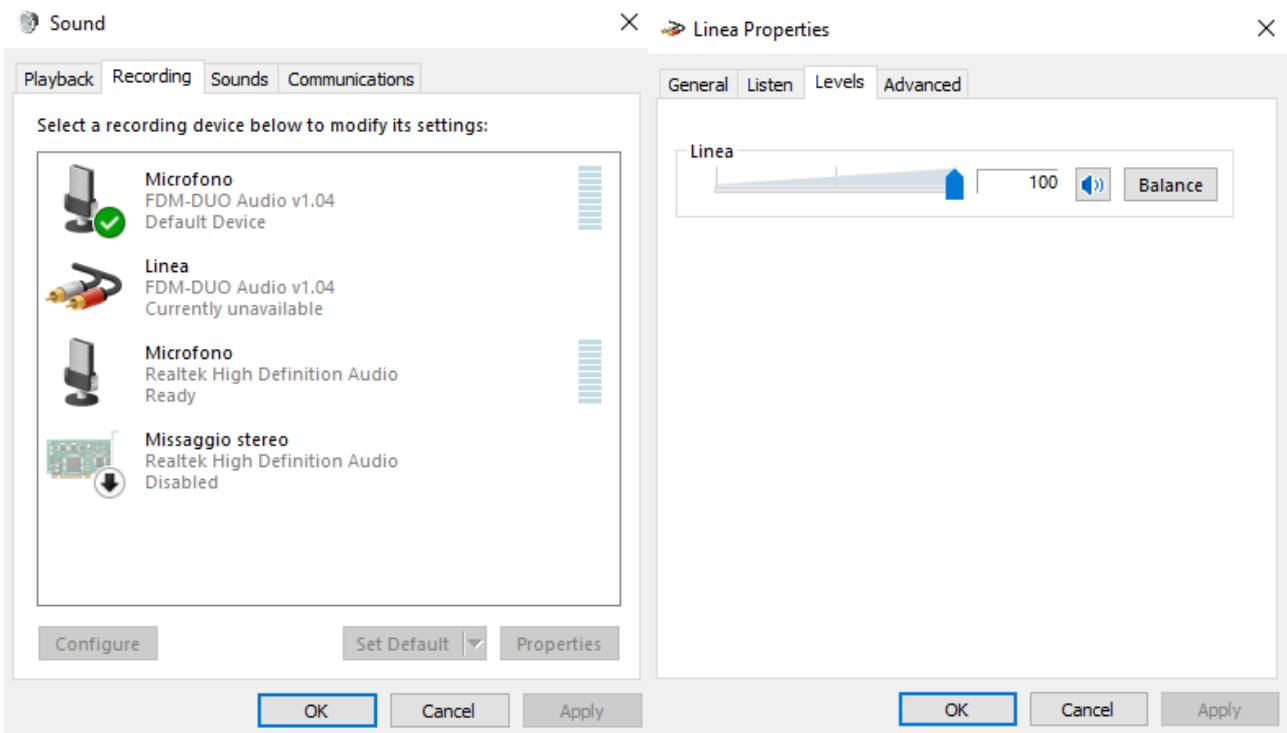 Sound
Playback Recording Sounds Communications
Select a recording device below to modify its settings:
Microfono
FDM-DUO Audio v1.04
Default Device
Linea
FDM-DUO Audio v1.04
Currently unavailable
Microfono
Realtek High Definition Audio
Ready
Missaggio stereo
Realtek High Definition Audio
Disabled
Configure Set Default Properties
OK Cancel Apply
Linea Properties
General Listen Levels Advanced
Linea
100 Balance
OK Cancel Apply